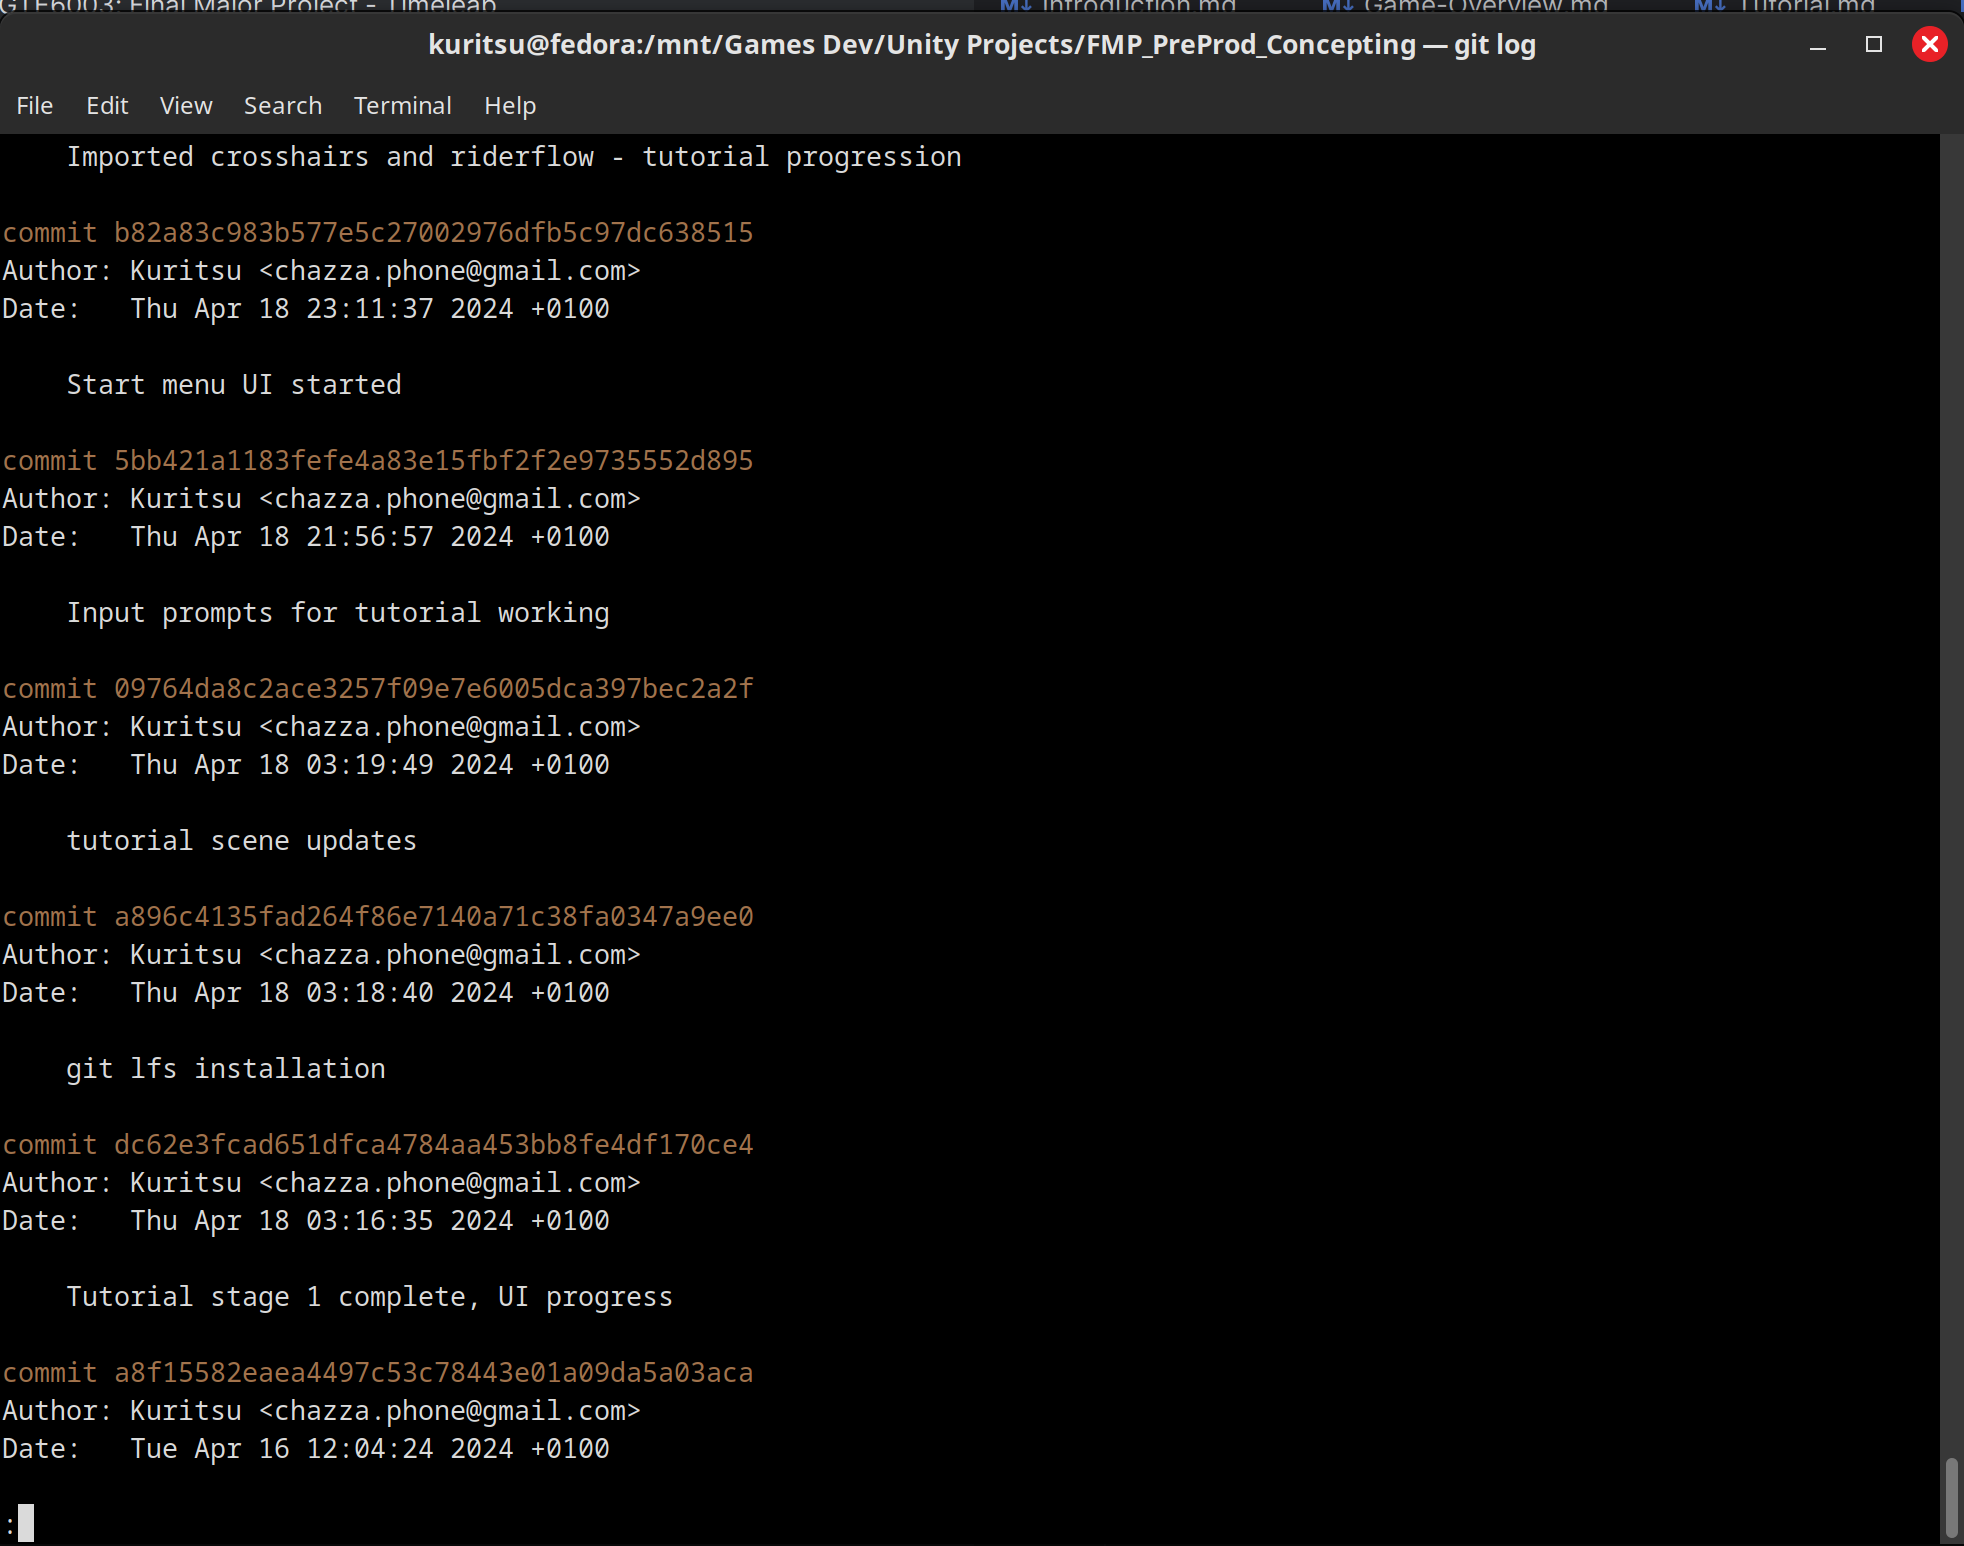 GTE6003: Final Major Project - Timeleap Introduction.md Game-Overview.md Tutorial.md
kuritsu@fedora:/mnt/Games Dev/Unity Projects/FMP_PreProd_Concepting — git log
File Edit View Search Terminal Help
Imported crosshairs and riderflow - tutorial progression
commit b82a83c983b577e5c27002976dfb5c97dc638515
Author: Kuritsu <chazza.phone@gmail.com>
Date: Thu Apr 18 23:11:37 2024 +0100
Start menu UI started
commit 5bb421a1183fefe4a83e15fbf2f2e9735552d895
Author: Kuritsu <chazza.phone@gmail.com>
Date: Thu Apr 18 21:56:57 2024 +0100
Input prompts for tutorial working
commit 09764da8c2ace3257f09e7e6005dca397bec2a2f
Author: Kuritsu <chazza.phone@gmail.com>
Date: Thu Apr 18 03:19:49 2024 +0100
tutorial scene updates
commit a896c4135fad264f86e7140a71c38fa0347a9ee0
Author: Kuritsu <chazza.phone@gmail.com>
Date: Thu Apr 18 03:18:40 2024 +0100
git lfs installation
commit dc62e3fcad651dfca4784aa453bb8fe4df170ce4
Author: Kuritsu <chazza.phone@gmail.com>
Date: Thu Apr 18 03:16:35 2024 +0100
Tutorial stage 1 complete, UI progress
commit a8f15582eaea4497c53c78443e01a09da5a03aca
Author: Kuritsu <chazza.phone@gmail.com>
Date: Tue Apr 16 12:04:24 2024 +0100
: